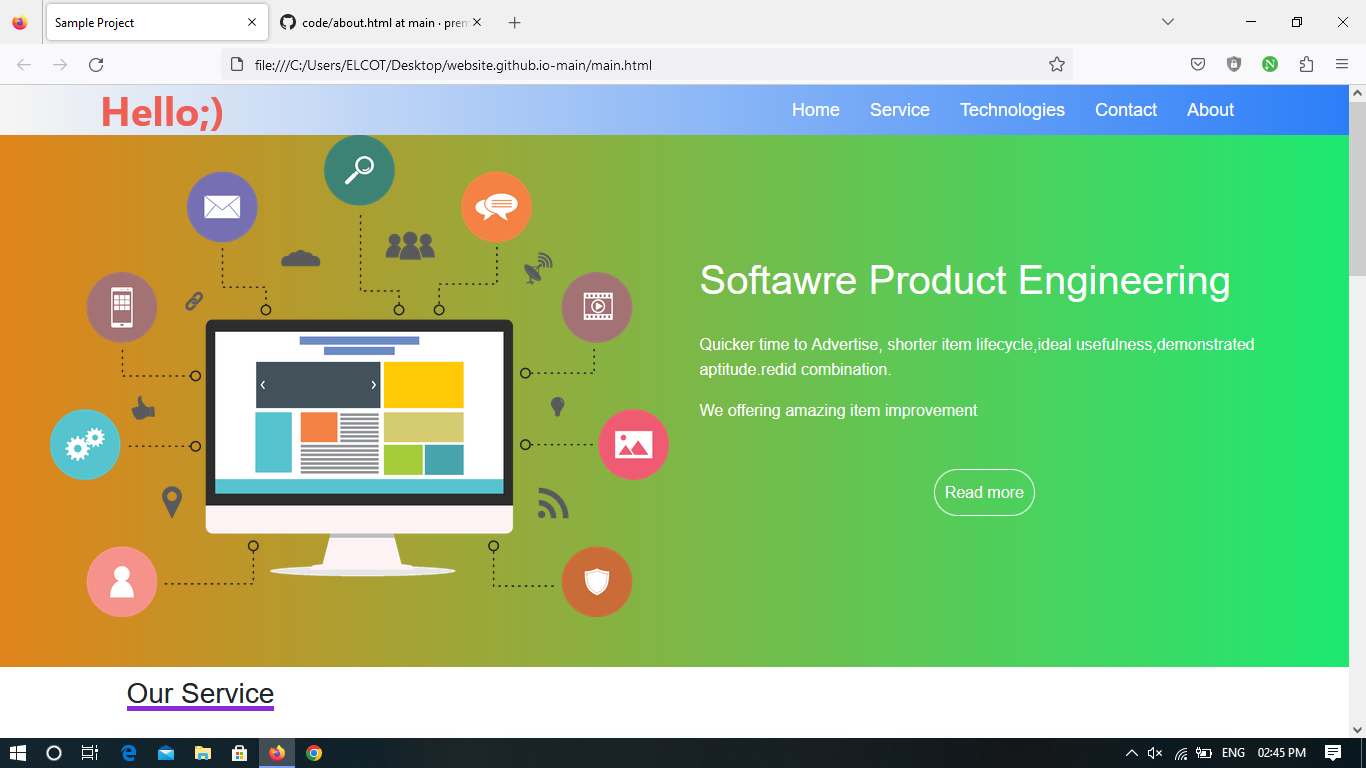 Sample Project
code/about.html at main · prem
file:///C:/Users/ELCOT/Desktop/website.github.io-main/main.html
Hello;)
Home Service Technologies Contact About
Softawre Product Engineering
Quicker time to Advertise, shorter item lifecycle,ideal usefulness,demonstrated
aptitude.redid combination.
We offering amazing item improvement
Read more
Our Service
ENG 02:45 PM